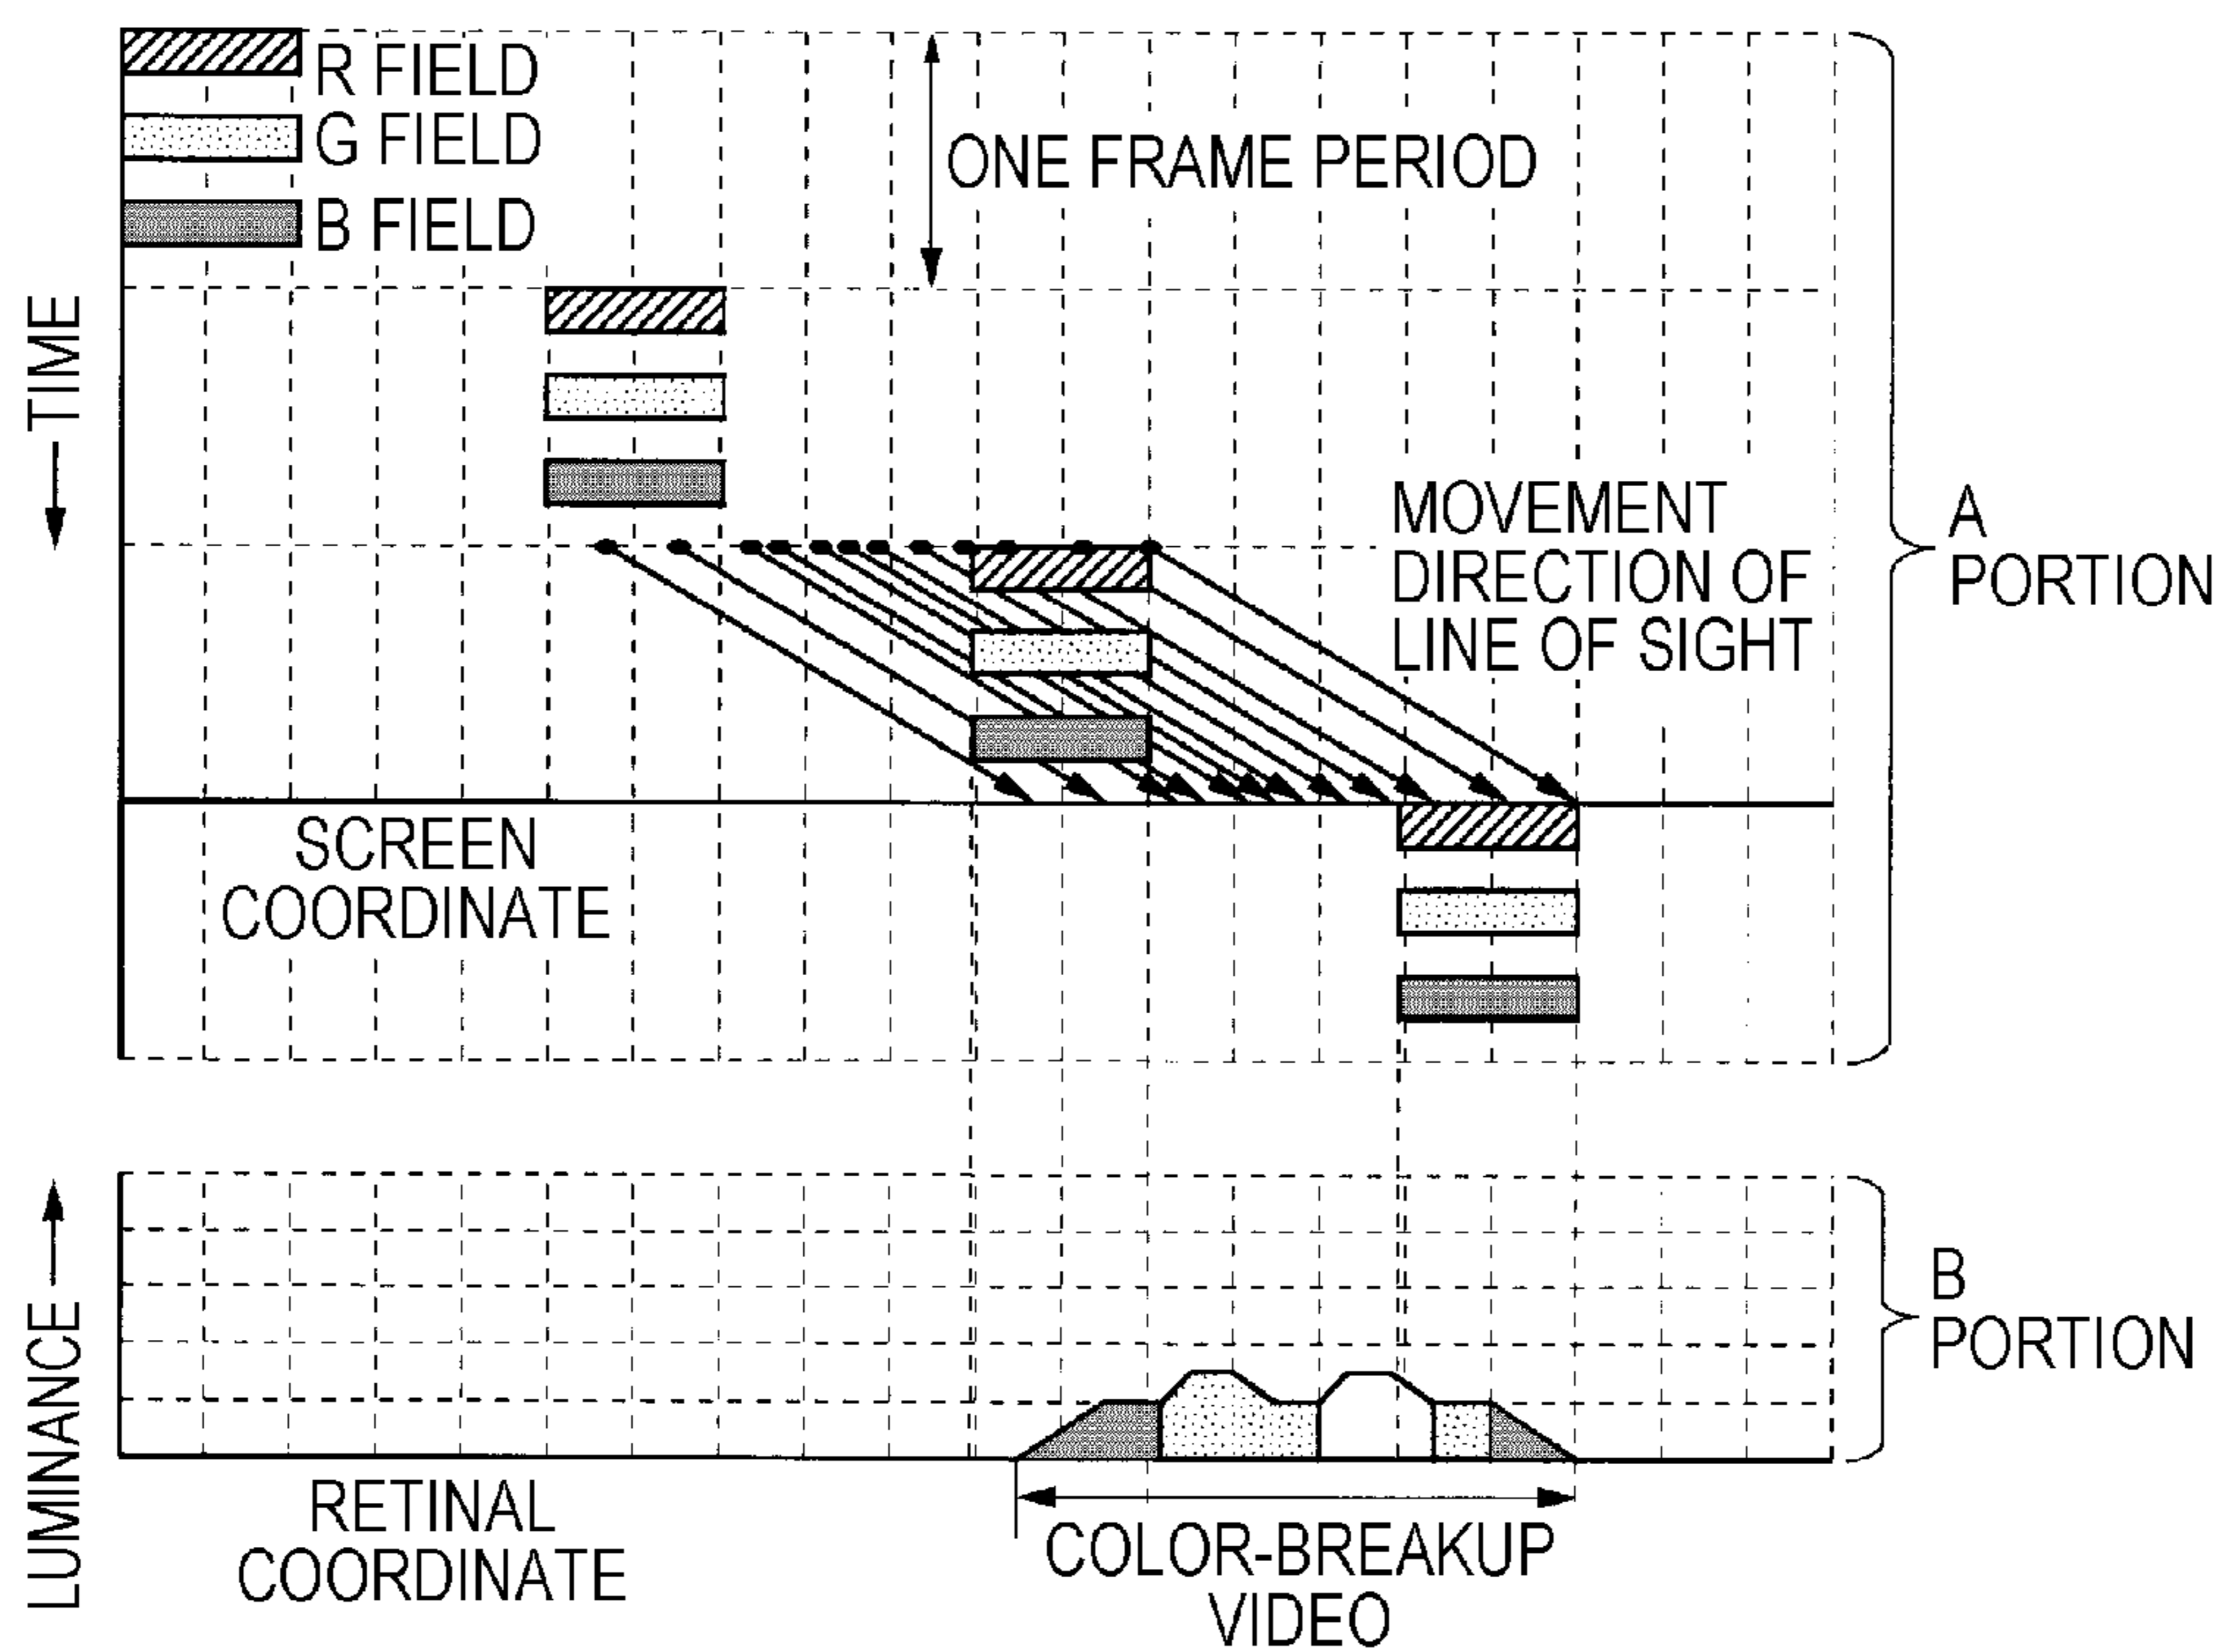 R FIELD
G FIELD
B FIELD
ONE FRAME PERIOD
TIME
MOVEMENT
DIRECTION OF
LINE OF SIGHT
A
PORTION
SCREEN
COORDINATE
LUMINANCE
B
PORTION
RETINAL
COORDINATE
COLOR-BREAKUP
VIDEO